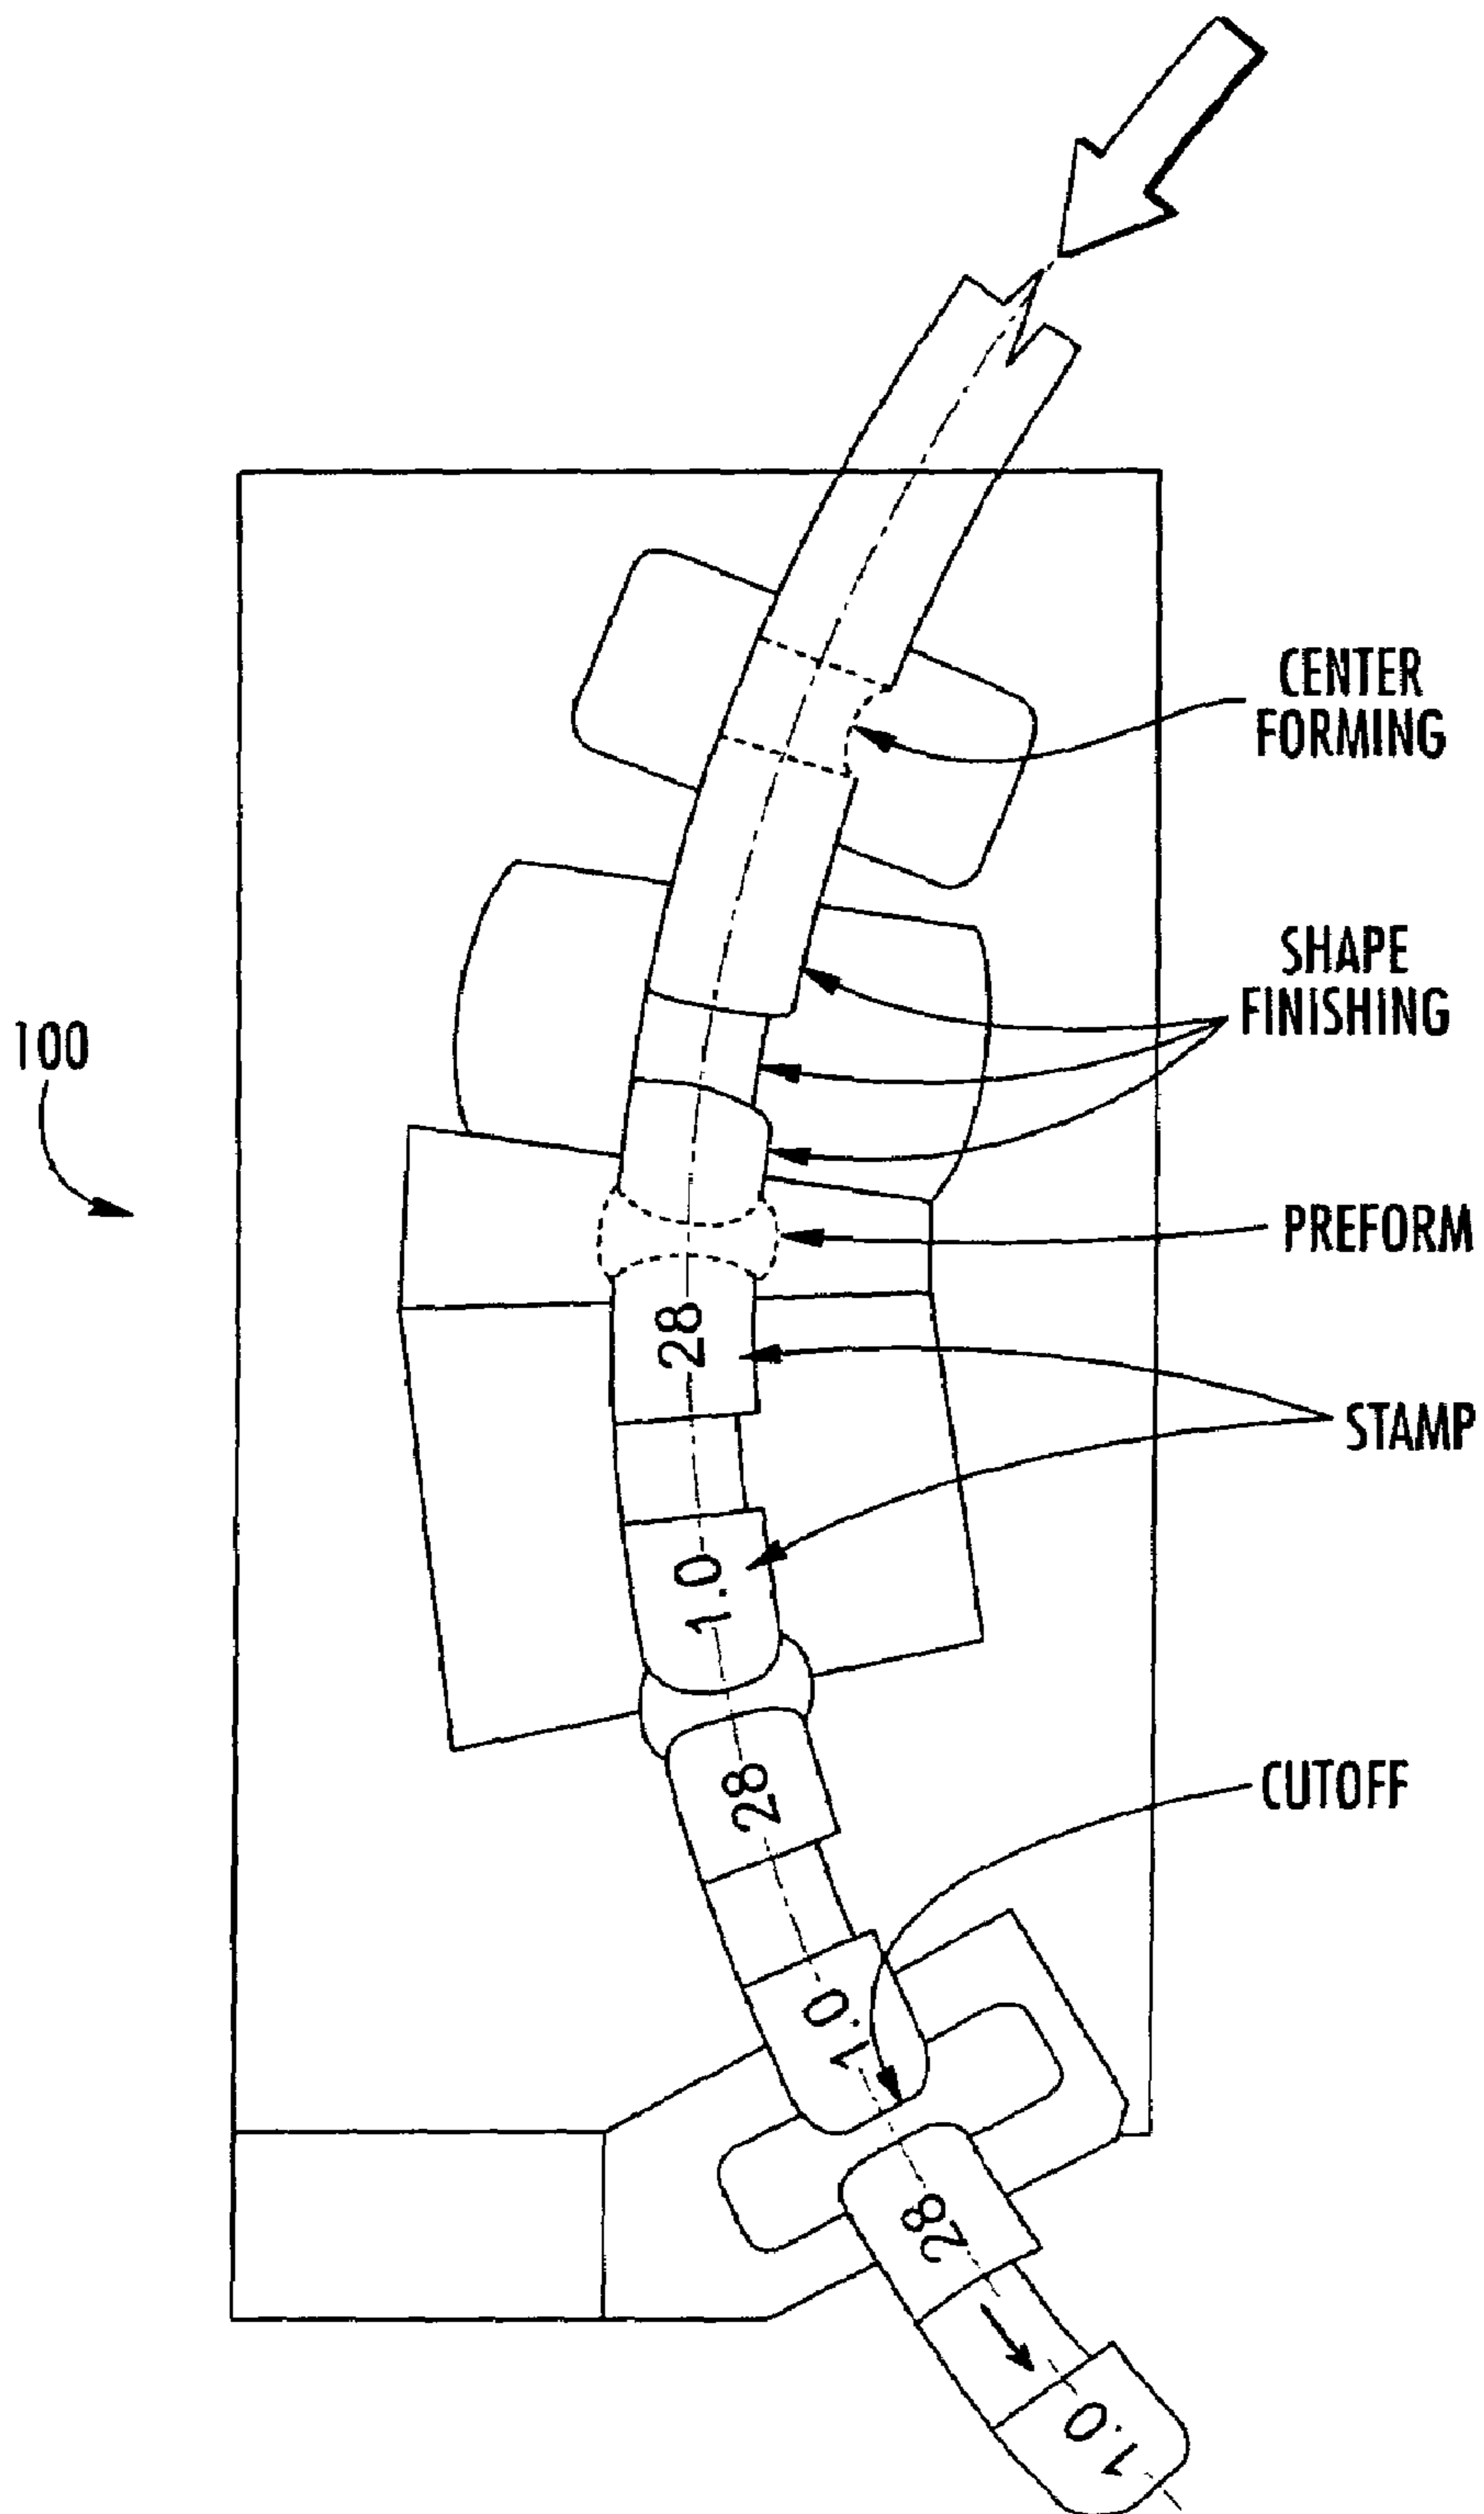 CENTER
FORMING
SHAPE
FINISHING
100
PREFORM
28
STAMP
1.0
28
CUTOFF
1.0
28
1.0